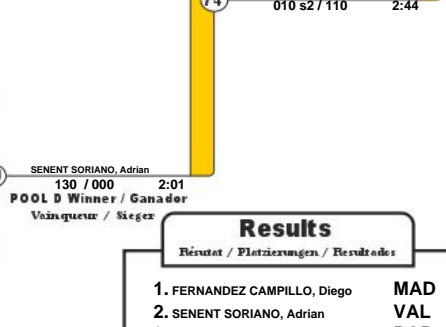 74
010 s2 / 110 2:44
SENENT SORIANO, Adrian
130 / 000 2:01
POOL D Winner / Ganador
Vainqueur / Sieger
Results
Résutat / Platzierungen / Resultados
1. FERNANDEZ CAMPILLO, Diego MAD
2. SENENT SORIANO, Adrian VAL